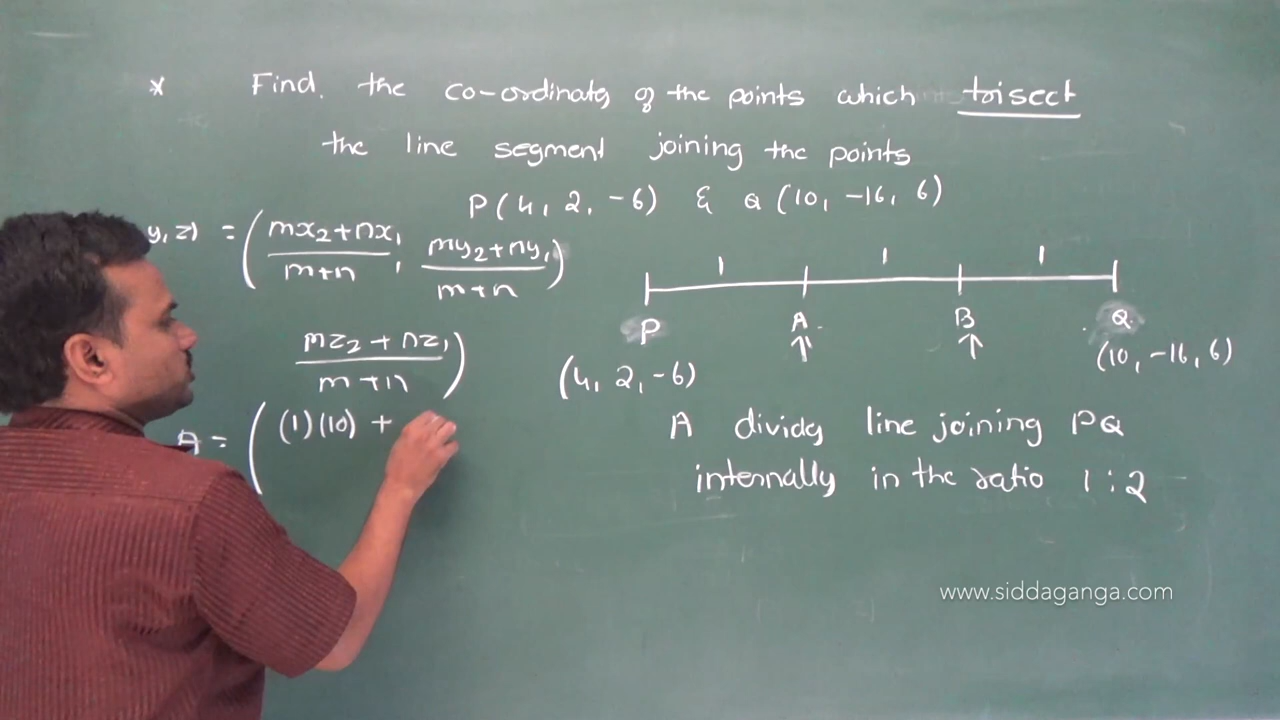 * Find. the co-ordinates of the points which trisect
the line segment joining the points
P(4, 2, -6) & Q(10, -16, 6)
y, z) = (mx₂+nx₁/m+n, my₂+ny₁/m+n)
mz₂+nz₁/m+n)
1 1 1
P A B Q
(4, 2, -6) (10, -16, 6)
A = ((1)(10) +
A divides line joining PQ
internally in the ratio 1:2
www.siddaganga.com